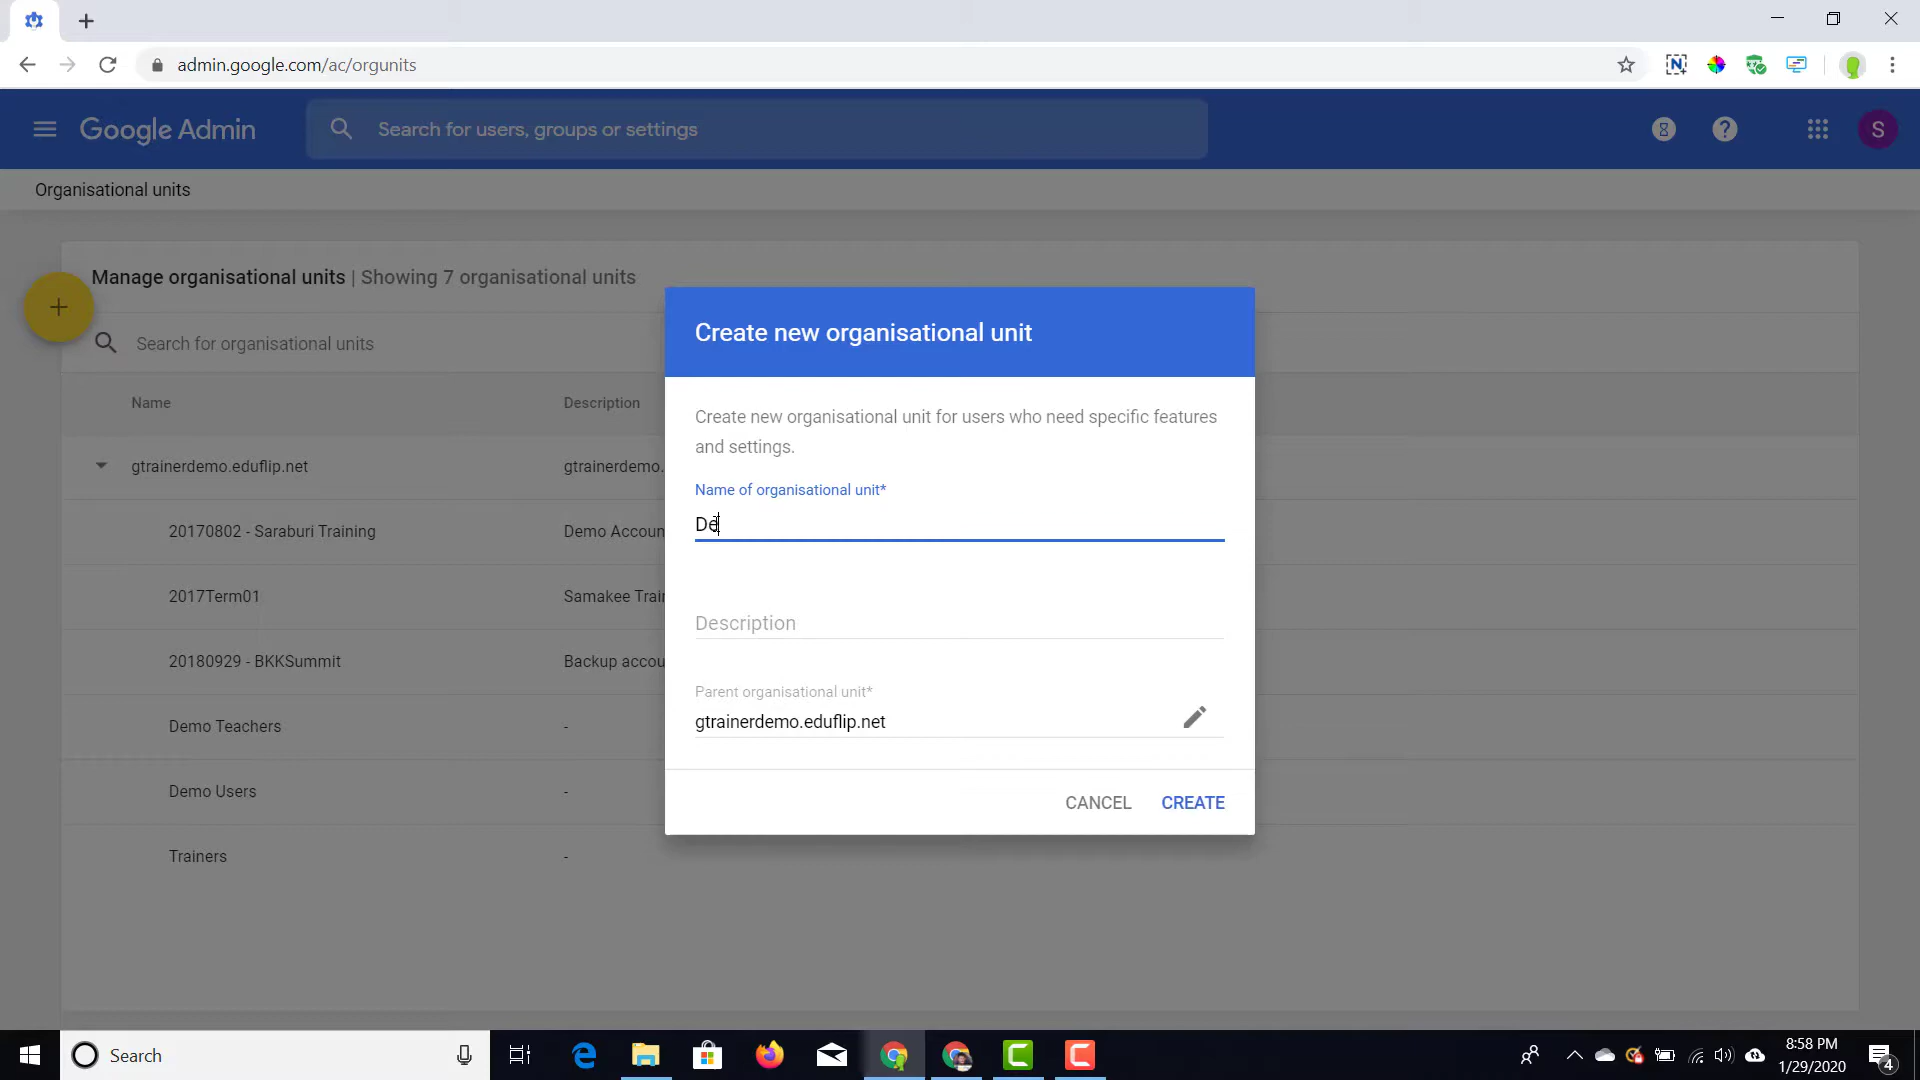 admin.google.com/ac/orgunits
Google Admin
Search for users, groups or settings
S
Organisational units
Manage organisational units | Showing 7 organisational units
Search for organisational units
Name
Description
gtrainerdemo.eduflip.net
gtrainerdemo.
20170802 - Saraburi Training
Demo Accoun
2017Term01
Samakee Trai
20180929 - BKKSummit
Backup accou
Demo Teachers
-
Demo Users
-
Trainers
-
Create new organisational unit
Create new organisational unit for users who need specific features
and settings.
Name of organisational unit*
De
Description
Parent organisational unit*
gtrainerdemo.eduflip.net
CANCEL
CREATE
Search
8:58 PM
1/29/2020
4